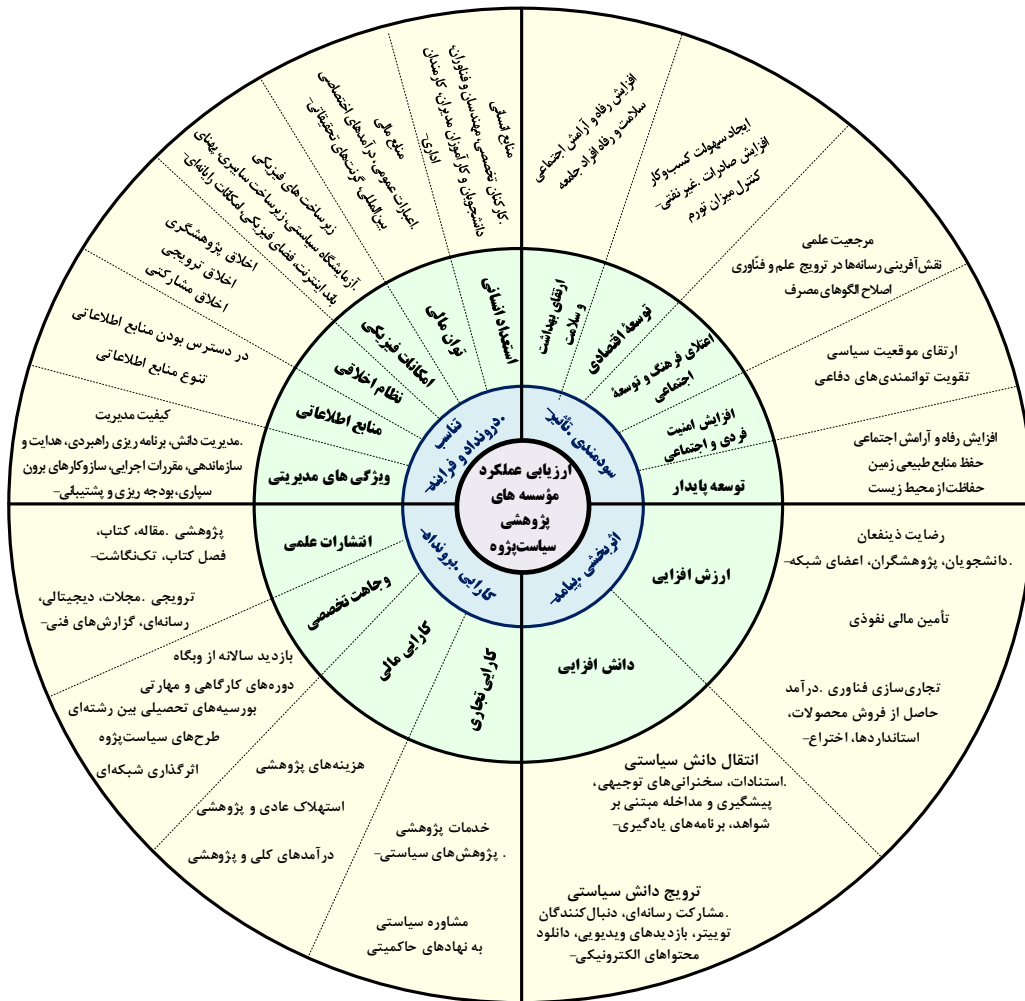 ارزیابی عملکرد
مؤسسه های
پژوهشی
سیاست‌پژوه
تناسب
.درونداد و فرایند-
سودمندی .تأثیر-
کارایی .برونداد-
اثربخشی .پیامد-
ارتقای بهداشت
و سلامت
توسعۀ اقتصادی
اعتلای فرهنگ و توسعۀ
اجتماعی
افزایش امنیت
فردی و اجتماعی
توسعه پایدار
ارزش افزایی
دانش افزایی
کارایی تجاری
کارایی مالی
وجاهت تخصصی
انتشارات علمی
ویژگی های مدیریتی
منابع اطلاعاتی
نظام اخلاقی
امکانات فیزیکی
توان مالی
استعداد انسانی
افزایش رفاه و آرامش اجتماعی
سلامت و رفاه افراد جامعه
ایجاد سهولت کسب‌وکار
افزایش صادرات .غیر نفتی-
کنترل میزان تورم
مرجعیت علمی
نقش‌آفرینی رسانه‌ها در ترویج علم و فنّاوری
اصلاح الگوهای مصرف
ارتقای موقعیت سیاسی
تقویت توانمندی‌های دفاعی
افزایش رفاه و آرامش اجتماعی
حفظ منابع طبیعی زمین
حفاظت از محیط زیست
رضایت ذینفعان
.دانشجویان، پژوهشگران، اعضای شبکه-
تأمین مالی نفوذی
تجاری‌سازی فناوری .درآمد
حاصل از فروش محصولات،
استانداردها، اختراع-
انتقال دانش سیاستی
.استنادات، سخنرانی‌های توجیهی،
پیشگیری و مداخله مبتنی بر
شواهد، برنامه‌های یادگیری-
ترویج دانش سیاستی
.مشارکت رسانه‌ای، دنبال‌کنندگان
توییتر، بازدیدهای ویدیویی، دانلود
محتواهای الکترونیکی-
خدمات پژوهشی
. پژوهش‌های سیاستی-
مشاوره سیاستی
به نهادهای حاکمیتی
هزینه‌های پژوهشی
استهلاک عادی و پژوهشی
درآمدهای کلی و پژوهشی
بازدید سالانه از وبگاه
دوره‌های کارگاهی و مهارتی
بورسیه‌های تحصیلی بین رشته‌ای
طرح‌های سیاست‌پژوه
اثرگذاری شبکه‌ای
پژوهشی .مقاله، کتاب،
فصل کتاب، تک‌نگاشت-
ترویجی .مجلات، دیجیتالی،
رسانه‌ای، گزارش‌های فنی-
کیفیت مدیریت
.مدیریت دانش، برنامه ریزی راهبردی، هدایت و
سازماندهی، مقررات اجرایی، سازوکارهای برون
سپاری، بودجه ریزی و پشتیبانی-
در دسترس بودن منابع اطلاعاتی
تنوع منابع اطلاعاتی
اخلاق پژوهشگری
اخلاق ترویجی
اخلاق مشارکتی
زیرساخت های فیزیکی
.آزمایشگاه سیاستی، زیرساخت سایبری، پهنای
باند اینترنت، فضای فیزیکی، امکانات رایانه‌ای-
منابع مالی
.اعتبارات عمومی، درآمدهای اختصاصی
بین‌المللی، گرنت‌های تحقیقاتی-
منابع انسانی
.کارکنان تخصصی، مهندسان و فناوران،
دانشجویان و کارآموزان مدیران، کارمندان
اداری-